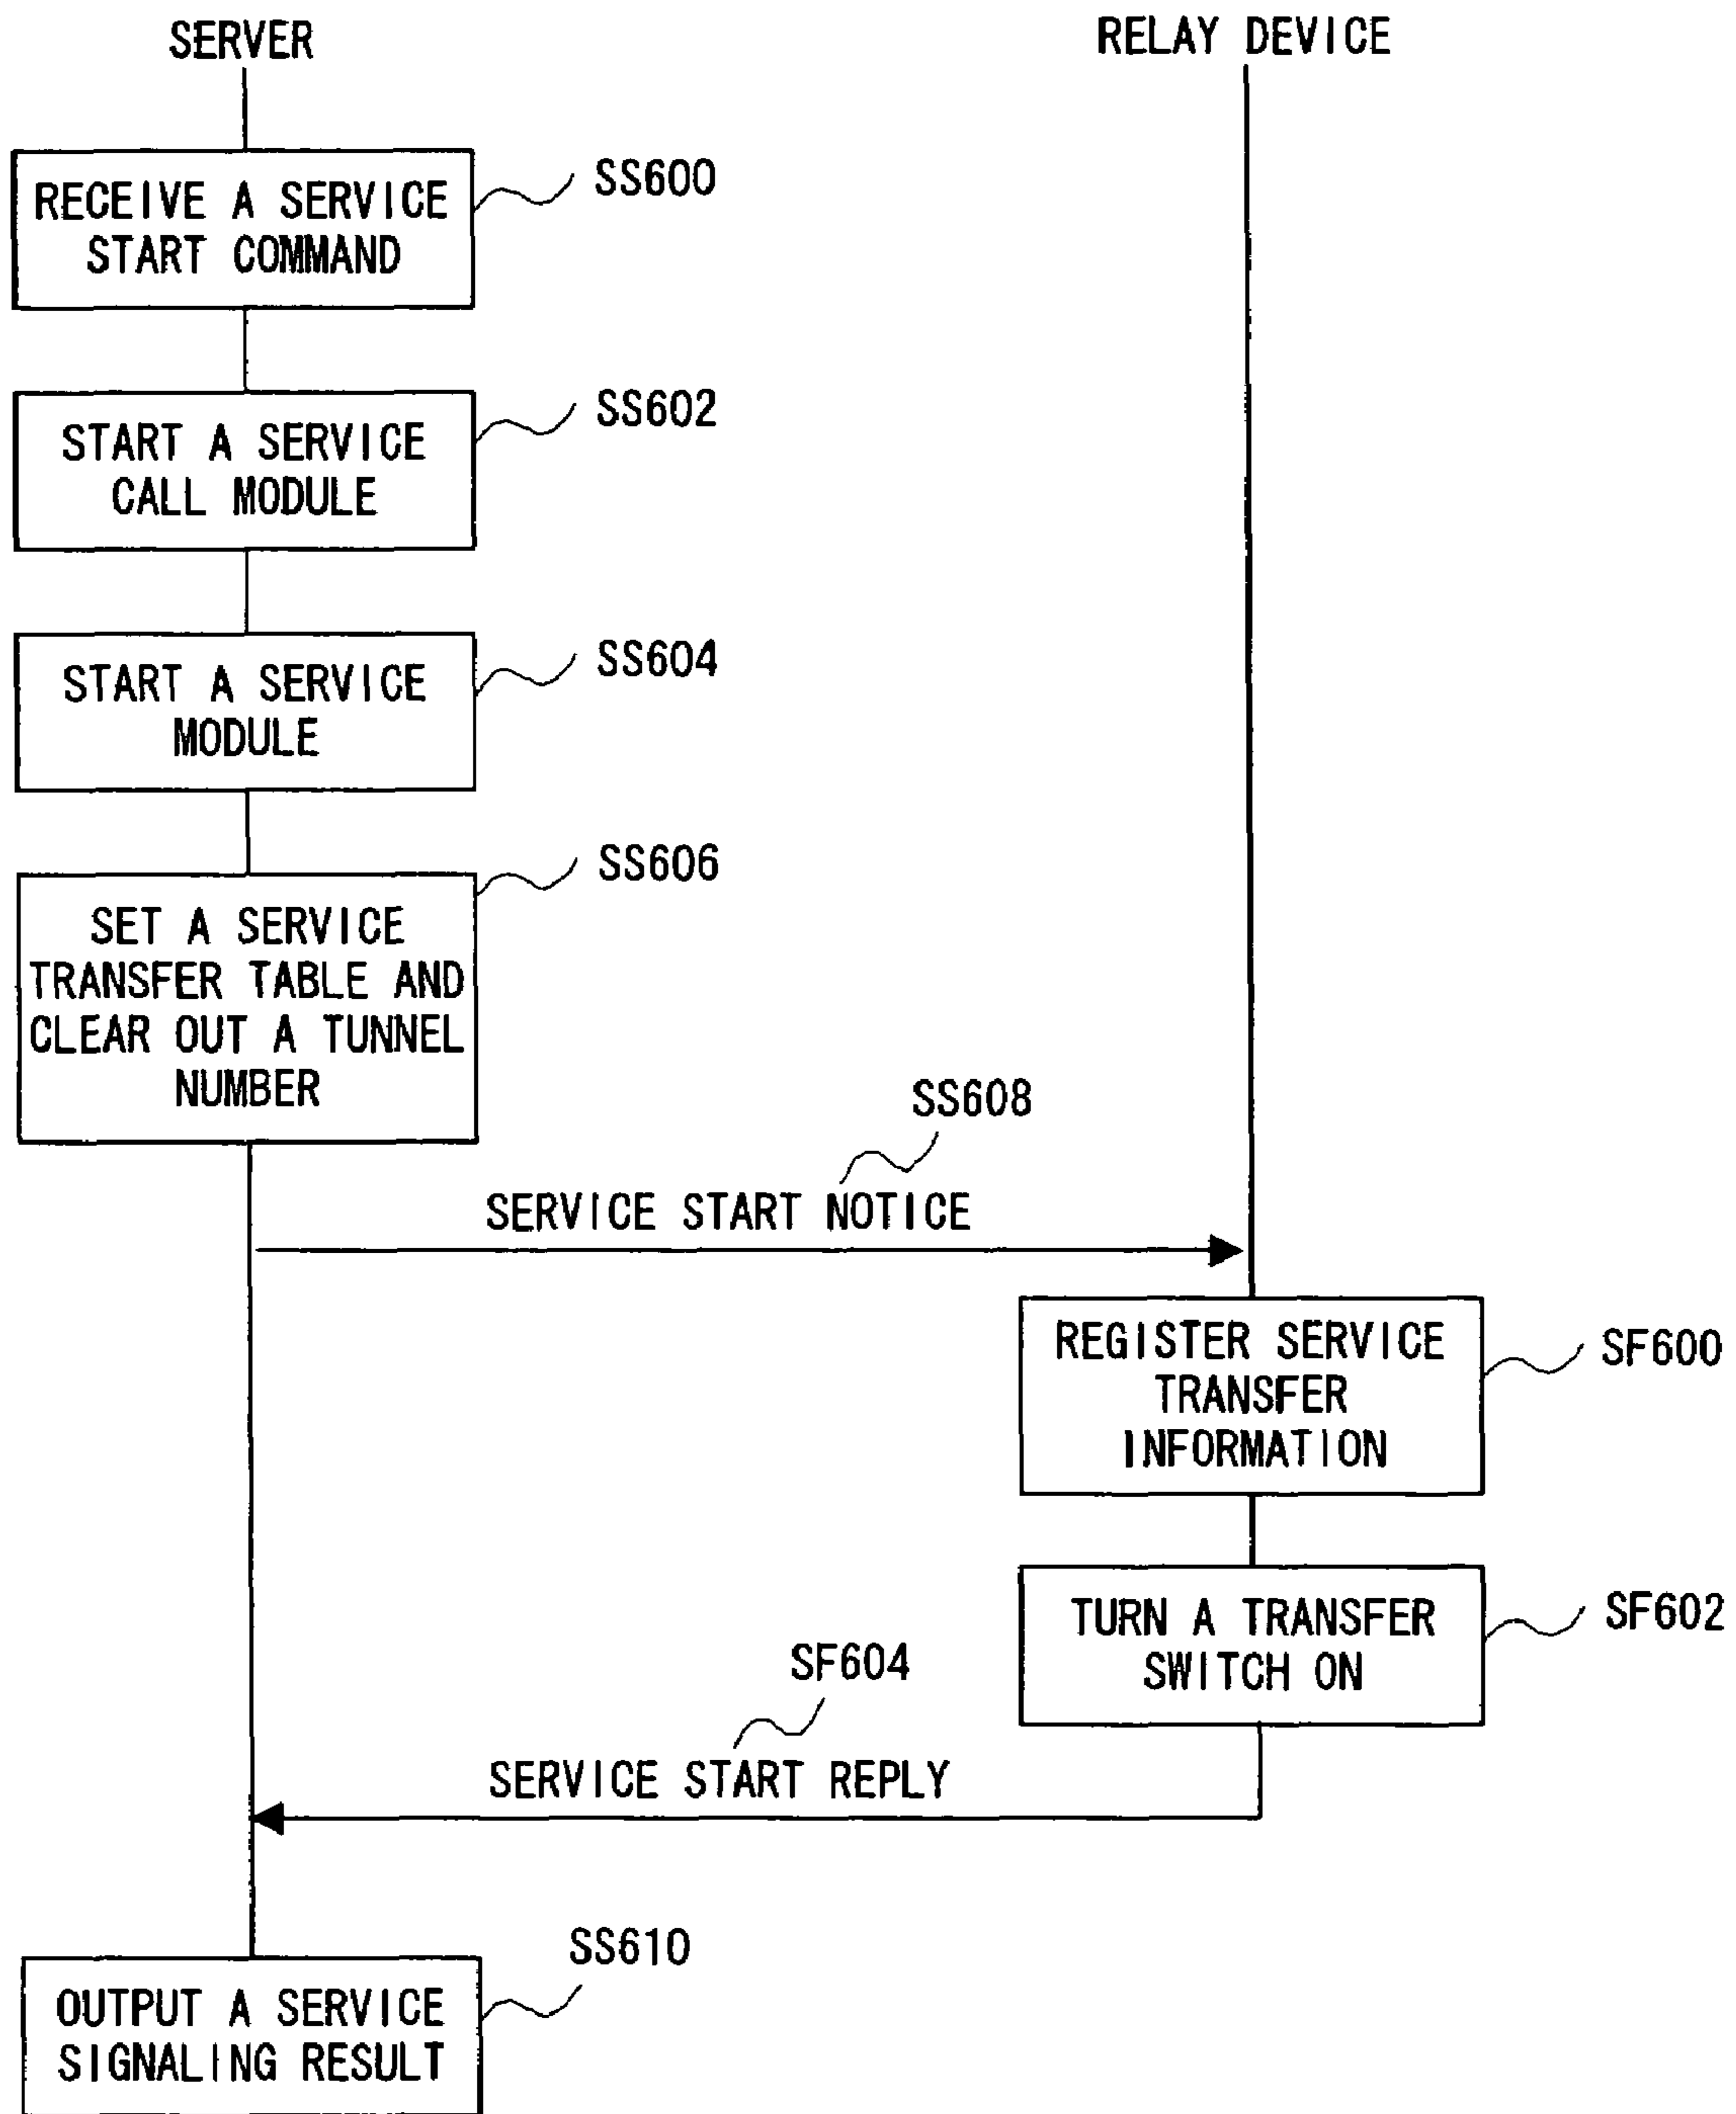 SERVER
RELAY DEVICE
RECEIVE A SERVICE
START COMMAND
SS600
START A SERVICE
CALL MODULE
SS602
START A SERVICE
MODULE
SS604
SET A SERVICE
TRANSFER TABLE AND
CLEAR OUT A TUNNEL
NUMBER
SS606
SS608
SERVICE START NOTICE
REGISTER SERVICE
TRANSFER
INFORMATION
SF600
TURN A TRANSFER
SWITCH ON
SF602
SF604
SERVICE START REPLY
OUTPUT A SERVICE
SIGNALING RESULT
SS610